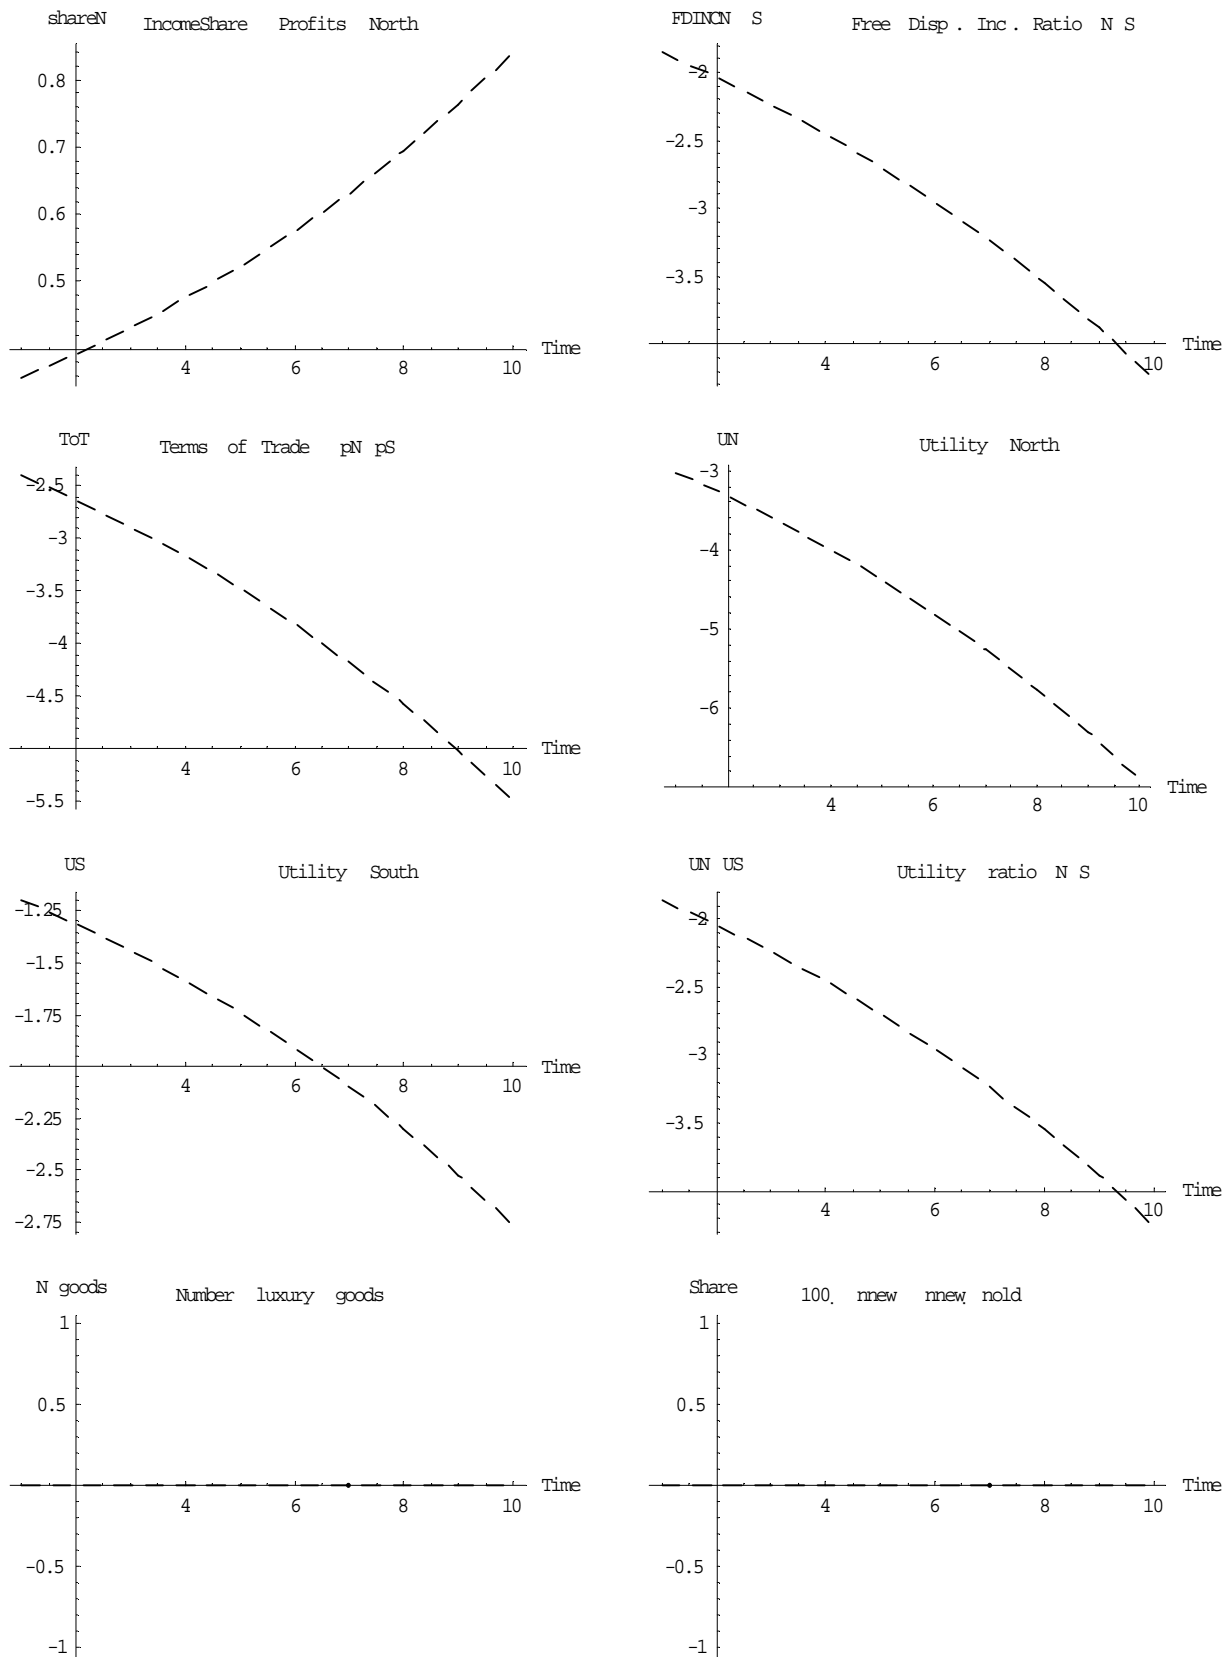 shareN IncomeShare Profits North
0.8
0.7
0.6
0.5
4 6 8 10 Time
FDINCN S Free Disp. Inc. Ratio N S
-2
-2.5
-3
-3.5
4 6 8 10 Time
ToT Terms of Trade pN pS
-2.5
-3
-3.5
-4
-4.5
4 6 8 10 Time
-5.5
UN Utility North
-3
-4
-5
-6
4 6 8 10 Time
US Utility South
-1.25
-1.5
-1.75
4 6 8 10 Time
-2.25
-2.5
-2.75
UN US Utility ratio N S
-2
-2.5
-3
-3.5
4 6 8 10 Time
N goods Number luxury goods
1
0.5
4 6 8 10 Time
-0.5
-1
Share 100. nnew nnew nold
1
0.5
4 6 8 10 Time
-0.5
-1